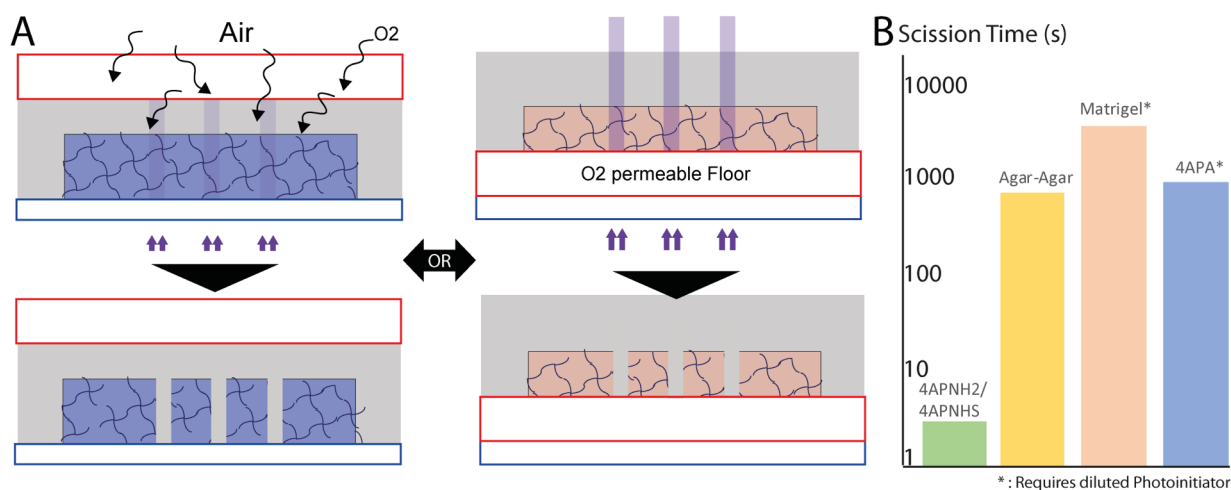 A
Air
O2
O2 permeable Floor
OR
B Scission Time (s)
10000
1000
100
10
1
4APNH2/
4APNHS
Agar-Agar
Matrigel*
4APA*
* : Requires diluted Photoinitiator